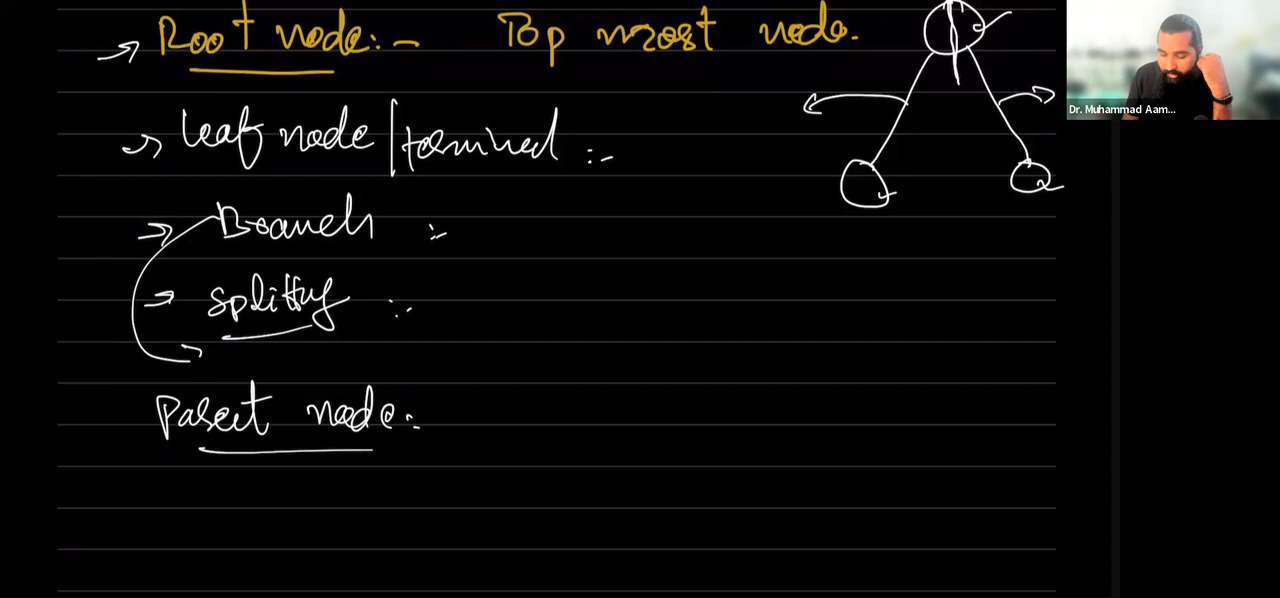 → Root node:- Top most node.
→ leaf node / terminal :-
→ Branch :-
→ splitting :-
Parent node:-
Dr. Muhammad Aam...